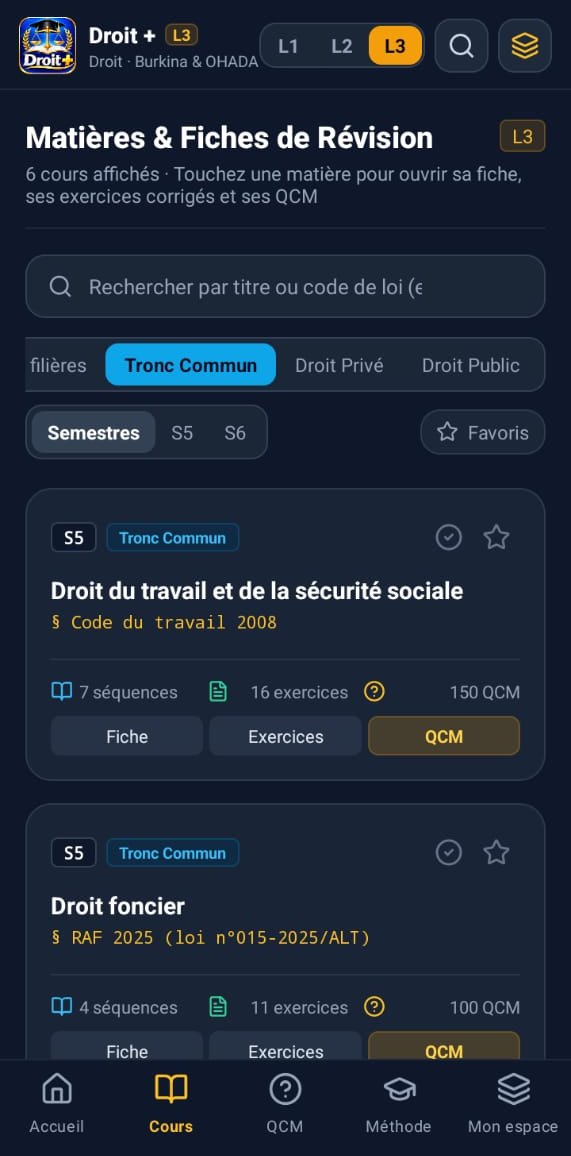 Droit+
Droit + L3
Droit · Burkina & OHADA
L1 L2 L3
Matières & Fiches de Révision L3
6 cours affichés · Touchez une matière pour ouvrir sa fiche,
ses exercices corrigés et ses QCM
Rechercher par titre ou code de loi (e
filières Tronc Commun Droit Privé Droit Public
Semestres S5 S6 Favoris
S5 Tronc Commun
Droit du travail et de la sécurité sociale
§ Code du travail 2008
7 séquences 16 exercices 150 QCM
Fiche Exercices QCM
S5 Tronc Commun
Droit foncier
§ RAF 2025 (loi n°015-2025/ALT)
4 séquences 11 exercices 100 QCM
Fiche Exercices QCM
Accueil Cours QCM Méthode Mon espace